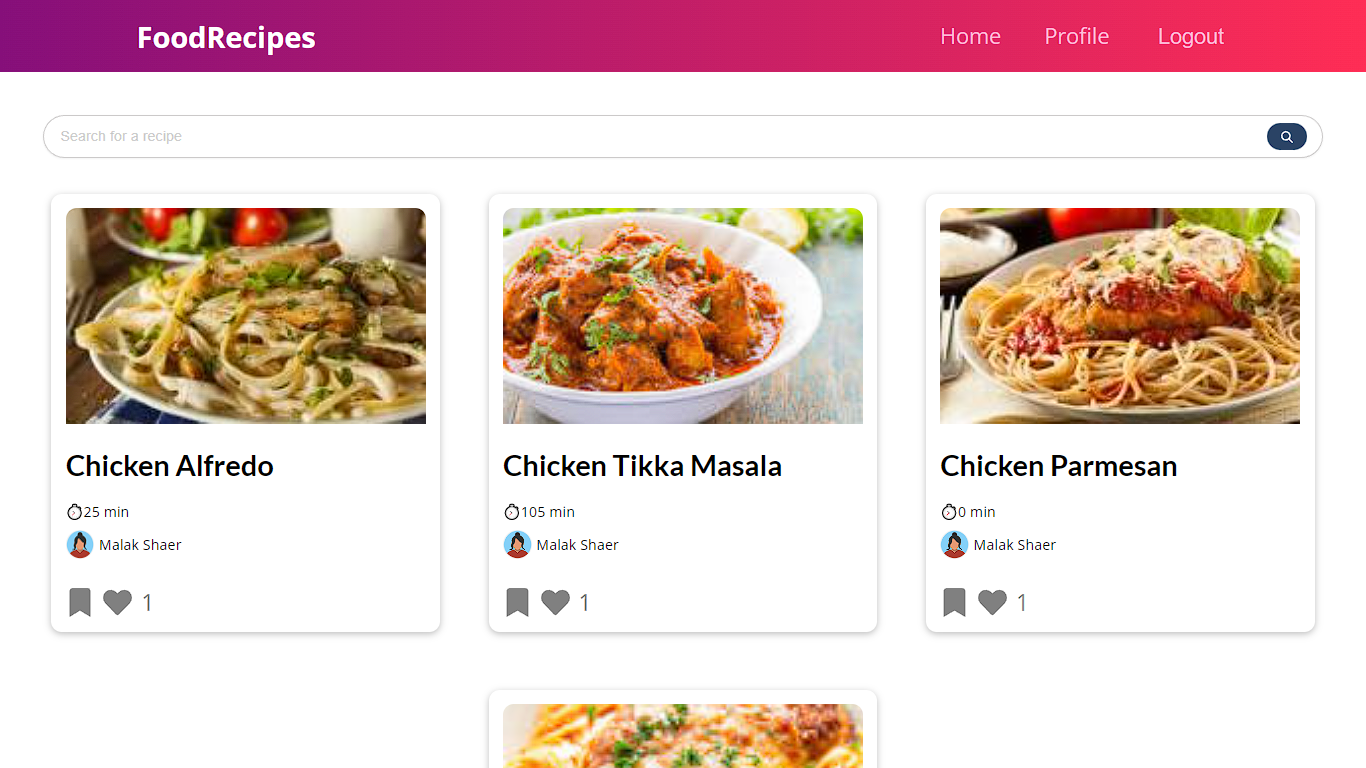 FoodRecipes
Home Profile Logout
Search for a recipe
Chicken Alfredo
25 min
Malak Shaer
1
Chicken Tikka Masala
105 min
Malak Shaer
1
Chicken Parmesan
0 min
Malak Shaer
1